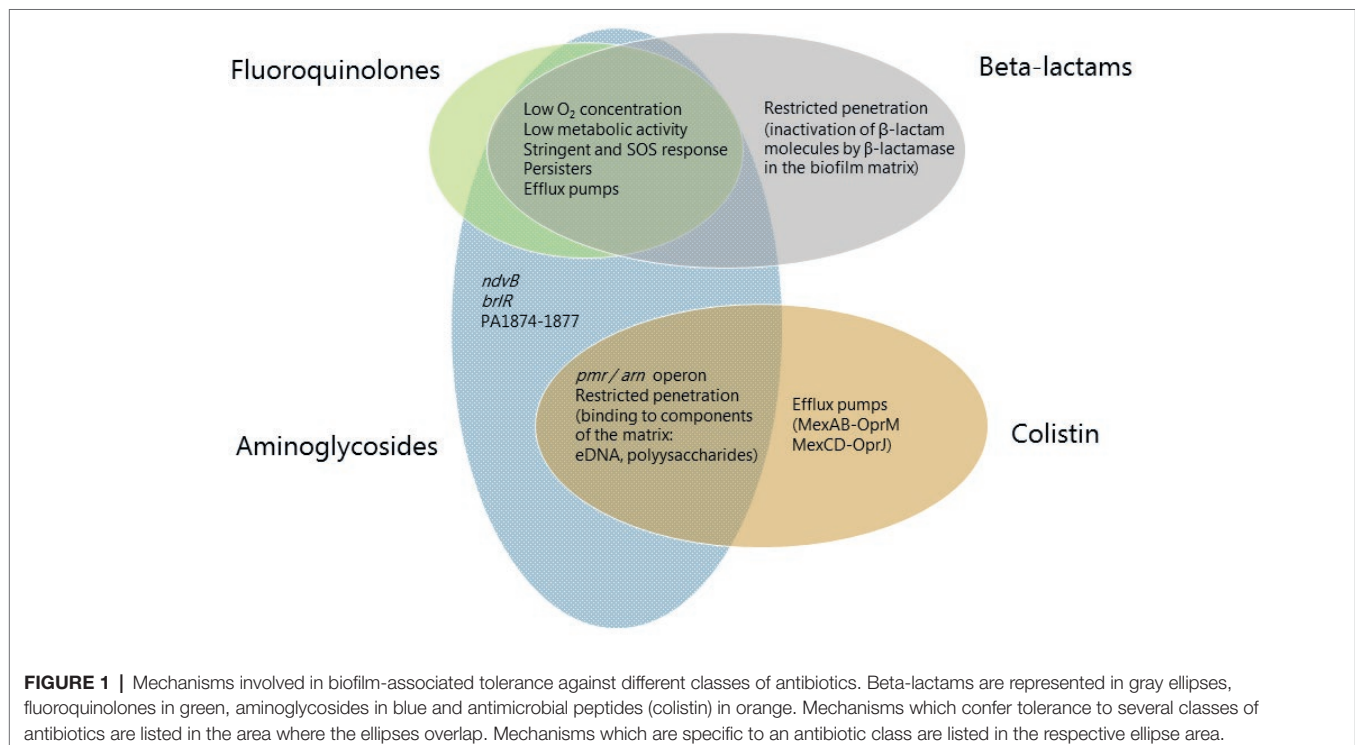 Fluoroquinolones
Beta-lactams
Low O₂ concentration
Low metabolic activity
Stringent and SOS response
Persisters
Efflux pumps
Restricted penetration
(inactivation of β-lactam
molecules by β-lactamase
in the biofilm matrix)
ndvB
brlR
PA1874-1877
Aminoglycosides
pmr / arn operon
Restricted penetration
(binding to components
of the matrix:
eDNA, polyysaccharides)
Efflux pumps
(MexAB-OprM
MexCD-OprJ)
Colistin
FIGURE 1 | Mechanisms involved in biofilm-associated tolerance against different classes of antibiotics. Beta-lactams are represented in gray ellipses,
fluoroquinolones in green, aminoglycosides in blue and antimicrobial peptides (colistin) in orange. Mechanisms which confer tolerance to several classes of
antibiotics are listed in the area where the ellipses overlap. Mechanisms which are specific to an antibiotic class are listed in the respective ellipse area.